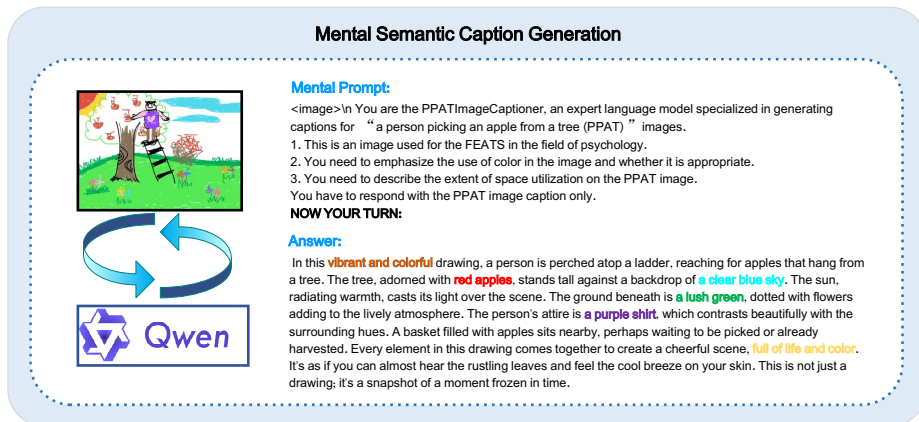 Mental Semantic Caption Generation
Mental Prompt:
<image>\n You are the PPATImageCaptioner, an expert language model specialized in generating
captions for “a person picking an apple from a tree (PPAT) ” images.
1. This is an image used for the FEATS in the field of psychology.
2. You need to emphasize the use of color in the image and whether it is appropriate.
3. You need to describe the extent of space utilization on the PPAT image.
You have to respond with the PPAT image caption only.
NOW YOUR TURN:
Answer:
In this vibrant and colorful drawing, a person is perched atop a ladder, reaching for apples that hang from
a tree. The tree, adorned with red apples, stands tall against a backdrop of a clear blue sky. The sun,
radiating warmth, casts its light over the scene. The ground beneath is a lush green, dotted with flowers
adding to the lively atmosphere. The person's attire is a purple shirt, which contrasts beautifully with the
surrounding hues. A basket filled with apples sits nearby, perhaps waiting to be picked or already
harvested. Every element in this drawing comes together to create a cheerful scene, full of life and color.
It's as if you can almost hear the rustling leaves and feel the cool breeze on your skin. This is not just a
drawing; it's a snapshot of a moment frozen in time.
Qwen